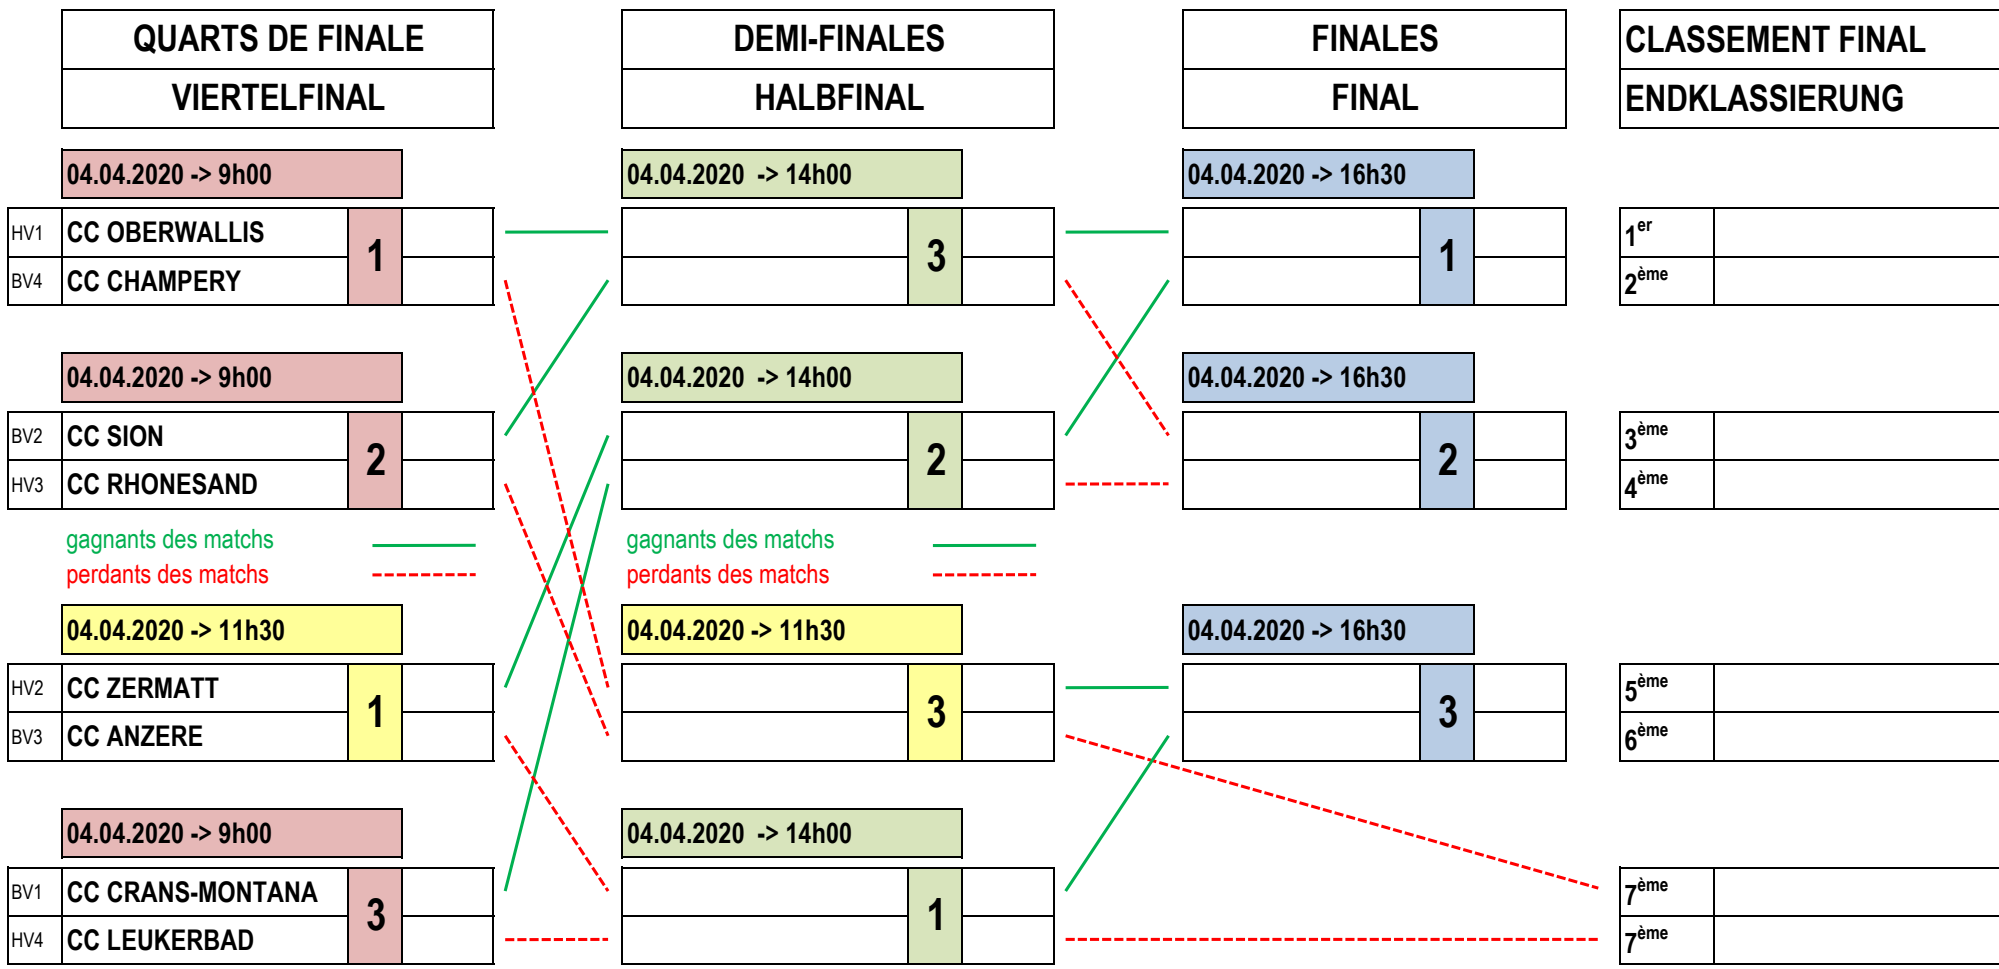 QUARTS DE FINALE
VIERTELFINAL
DEMI-FINALES
HALBFINAL
FINALES
FINAL
CLASSEMENT FINAL
ENDKLASSIERUNG
04.04.2020 -> 9h00
04.04.2020 -> 14h00
04.04.2020 -> 16h30
HV1 CC OBERWALLIS
BV4 CC CHAMPERY
1
3
1
1er
2ème
04.04.2020 -> 9h00
04.04.2020 -> 14h00
04.04.2020 -> 16h30
BV2 CC SION
HV3 CC RHONESAND
2
2
2
3ème
4ème
gagnants des matchs
perdants des matchs
gagnants des matchs
perdants des matchs
04.04.2020 -> 11h30
04.04.2020 -> 11h30
04.04.2020 -> 16h30
HV2 CC ZERMATT
BV3 CC ANZERE
1
3
3
5ème
6ème
04.04.2020 -> 9h00
04.04.2020 -> 14h00
BV1 CC CRANS-MONTANA
HV4 CC LEUKERBAD
3
1
7ème
7ème